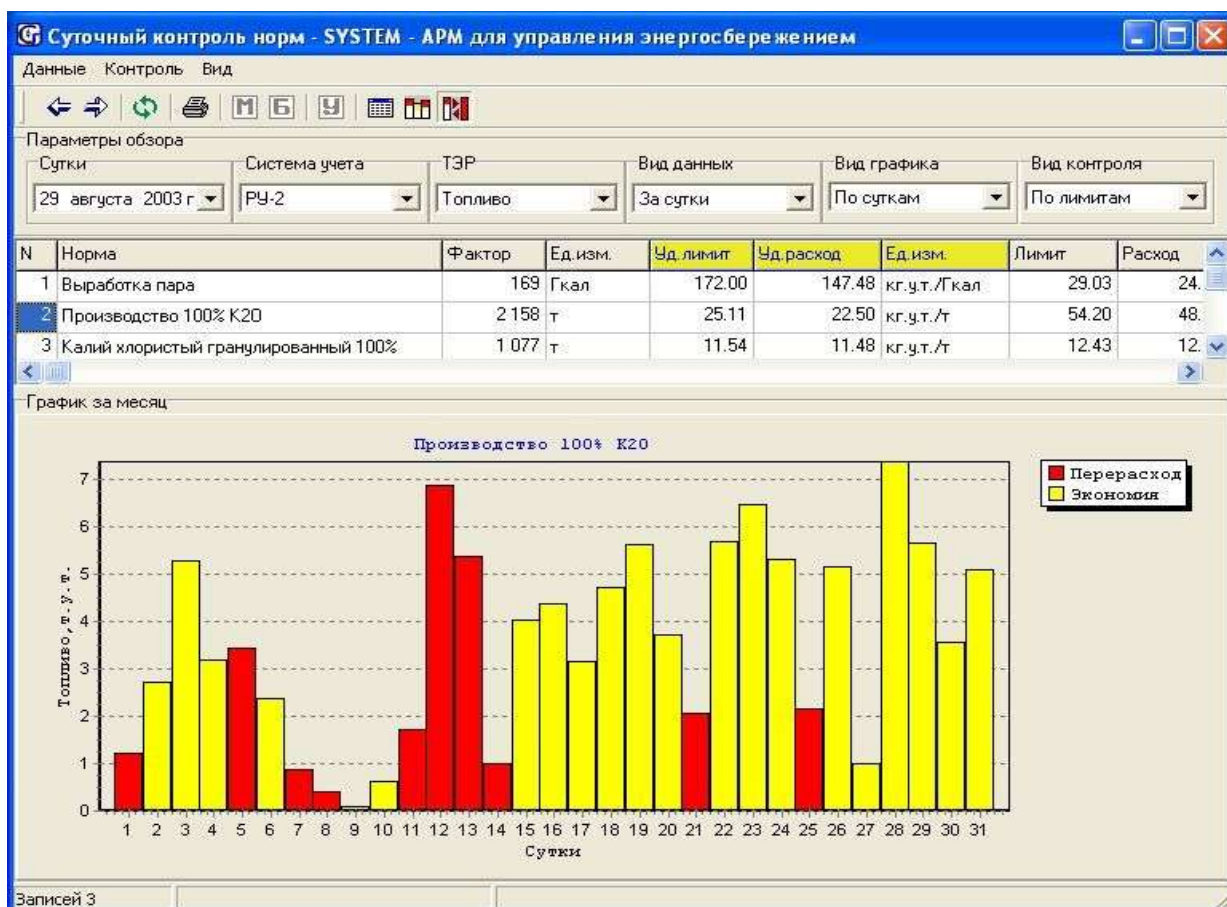 Суточный контроль норм - SYSTEM - АРМ для управления энергосбережением
Данные Контроль Вид
М Б У
Параметры обзора
Сутки Система учета ТЭР Вид данных Вид графика Вид контроля
29 августа 2003 г РУ-2 Топливо За сутки По суткам По лимитам
N Норма Фактор Ед.изм. Уд.лимит Уд.расход Ед.изм. Лимит Расход
1 Выработка пара 169 Гкал 172.00 147.48 кг.у.т./Гкал 29.03 24.
2 Производство 100% К2О 2 158 т 25.11 22.50 кг.у.т./т 54.20 48.
3 Калий хлористый гранулированный 100% 1 077 т 11.54 11.48 кг.у.т./т 12.43 12.
График за месяц
Производство 100% К2О
Перерасход
Экономия
7
6
5
4
3
2
1
0
Топливо,т.у.т.
1 2 3 4 5 6 7 8 9 10 11 12 13 14 15 16 17 18 19 20 21 22 23 24 25 26 27 28 29 30 31
Сутки
Записей 3